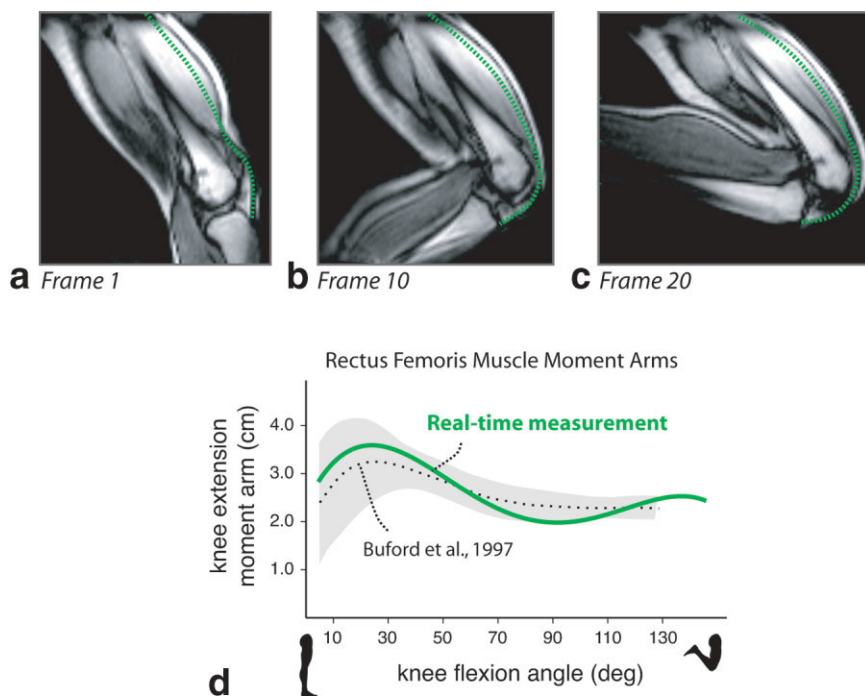 a Frame 1
b Frame 10
c Frame 20
Rectus Femoris Muscle Moment Arms
knee extension
moment arm (cm)
4.0
3.0
2.0
1.0
Real-time measurement
Buford et al., 1997
10 30 50 70 90 110 130
knee flexion angle (deg)
d